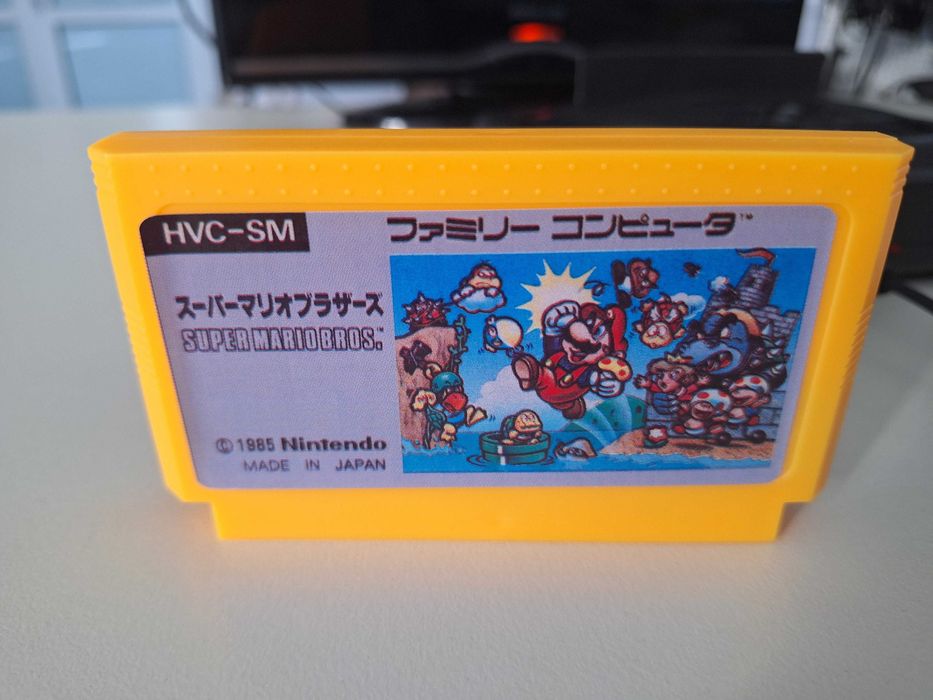 HVC-SM
ファミリー コンピュータ™
スーパーマリオブラザーズ
SUPER MARIO BROS.™
© 1985 Nintendo
MADE IN JAPAN